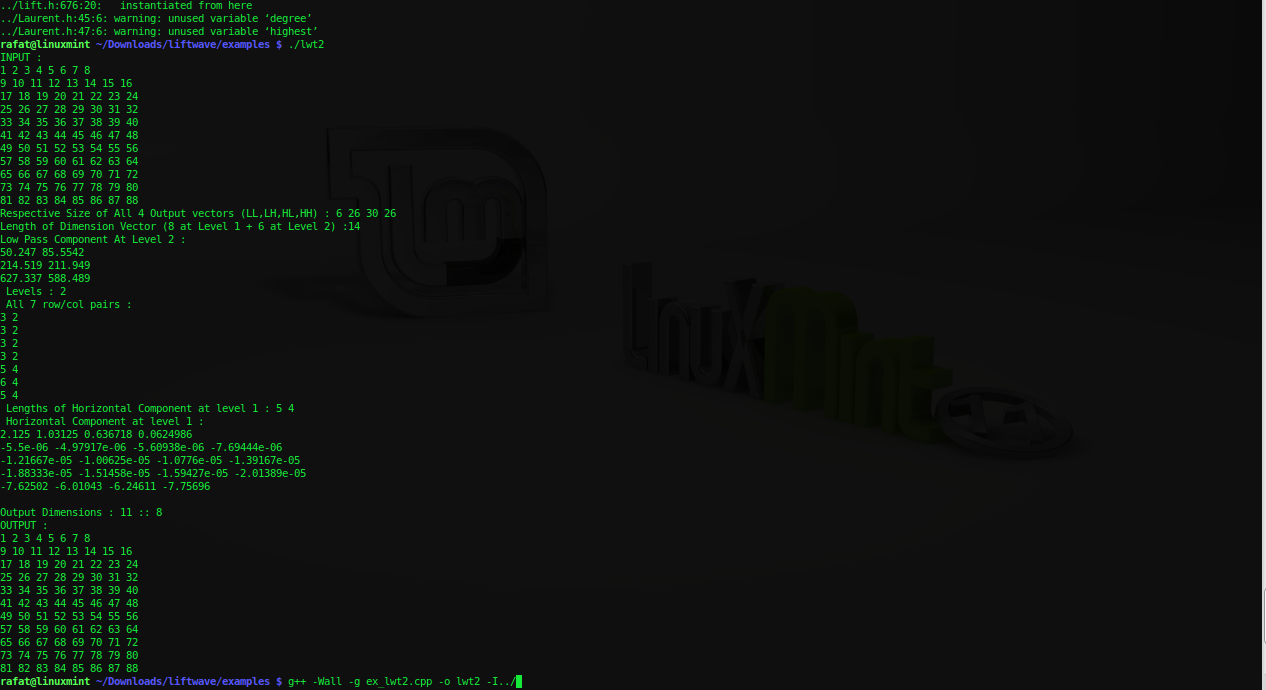 ../lift.h:676:20:   instantiated from here
../Laurent.h:45:6: warning: unused variable ‘degree’
../Laurent.h:47:6: warning: unused variable ‘highest’
rafat@linuxmint ~/Downloads/liftwave/examples $ ./lwt2
INPUT :
1 2 3 4 5 6 7 8
9 10 11 12 13 14 15 16
17 18 19 20 21 22 23 24
25 26 27 28 29 30 31 32
33 34 35 36 37 38 39 40
41 42 43 44 45 46 47 48
49 50 51 52 53 54 55 56
57 58 59 60 61 62 63 64
65 66 67 68 69 70 71 72
73 74 75 76 77 78 79 80
81 82 83 84 85 86 87 88
Respective Size of All 4 Output vectors (LL,LH,HL,HH) : 6 26 30 26
Length of Dimension Vector (8 at Level 1 + 6 at Level 2) :14
Low Pass Component At Level 2 :
50.247 85.5542
214.519 211.949
627.337 588.489
 Levels : 2
 All 7 row/col pairs :
3 2
3 2
3 2
3 2
5 4
6 4
5 4
 Lengths of Horizontal Component at level 1 : 5 4
 Horizontal Component at level 1 :
2.125 1.03125 0.636718 0.0624986
-5.5e-06 -4.97917e-06 -5.60938e-06 -7.69444e-06
-1.21667e-05 -1.00625e-05 -1.0776e-05 -1.39167e-05
-1.88333e-05 -1.51458e-05 -1.59427e-05 -2.01389e-05
-7.62502 -6.01043 -6.24611 -7.75696
Output Dimensions : 11 :: 8
OUTPUT :
1 2 3 4 5 6 7 8
9 10 11 12 13 14 15 16
17 18 19 20 21 22 23 24
25 26 27 28 29 30 31 32
33 34 35 36 37 38 39 40
41 42 43 44 45 46 47 48
49 50 51 52 53 54 55 56
57 58 59 60 61 62 63 64
65 66 67 68 69 70 71 72
73 74 75 76 77 78 79 80
81 82 83 84 85 86 87 88
rafat@linuxmint ~/Downloads/liftwave/examples $ g++ -Wall -g ex_lwt2.cpp -o lwt2 -I../
LinuxMint